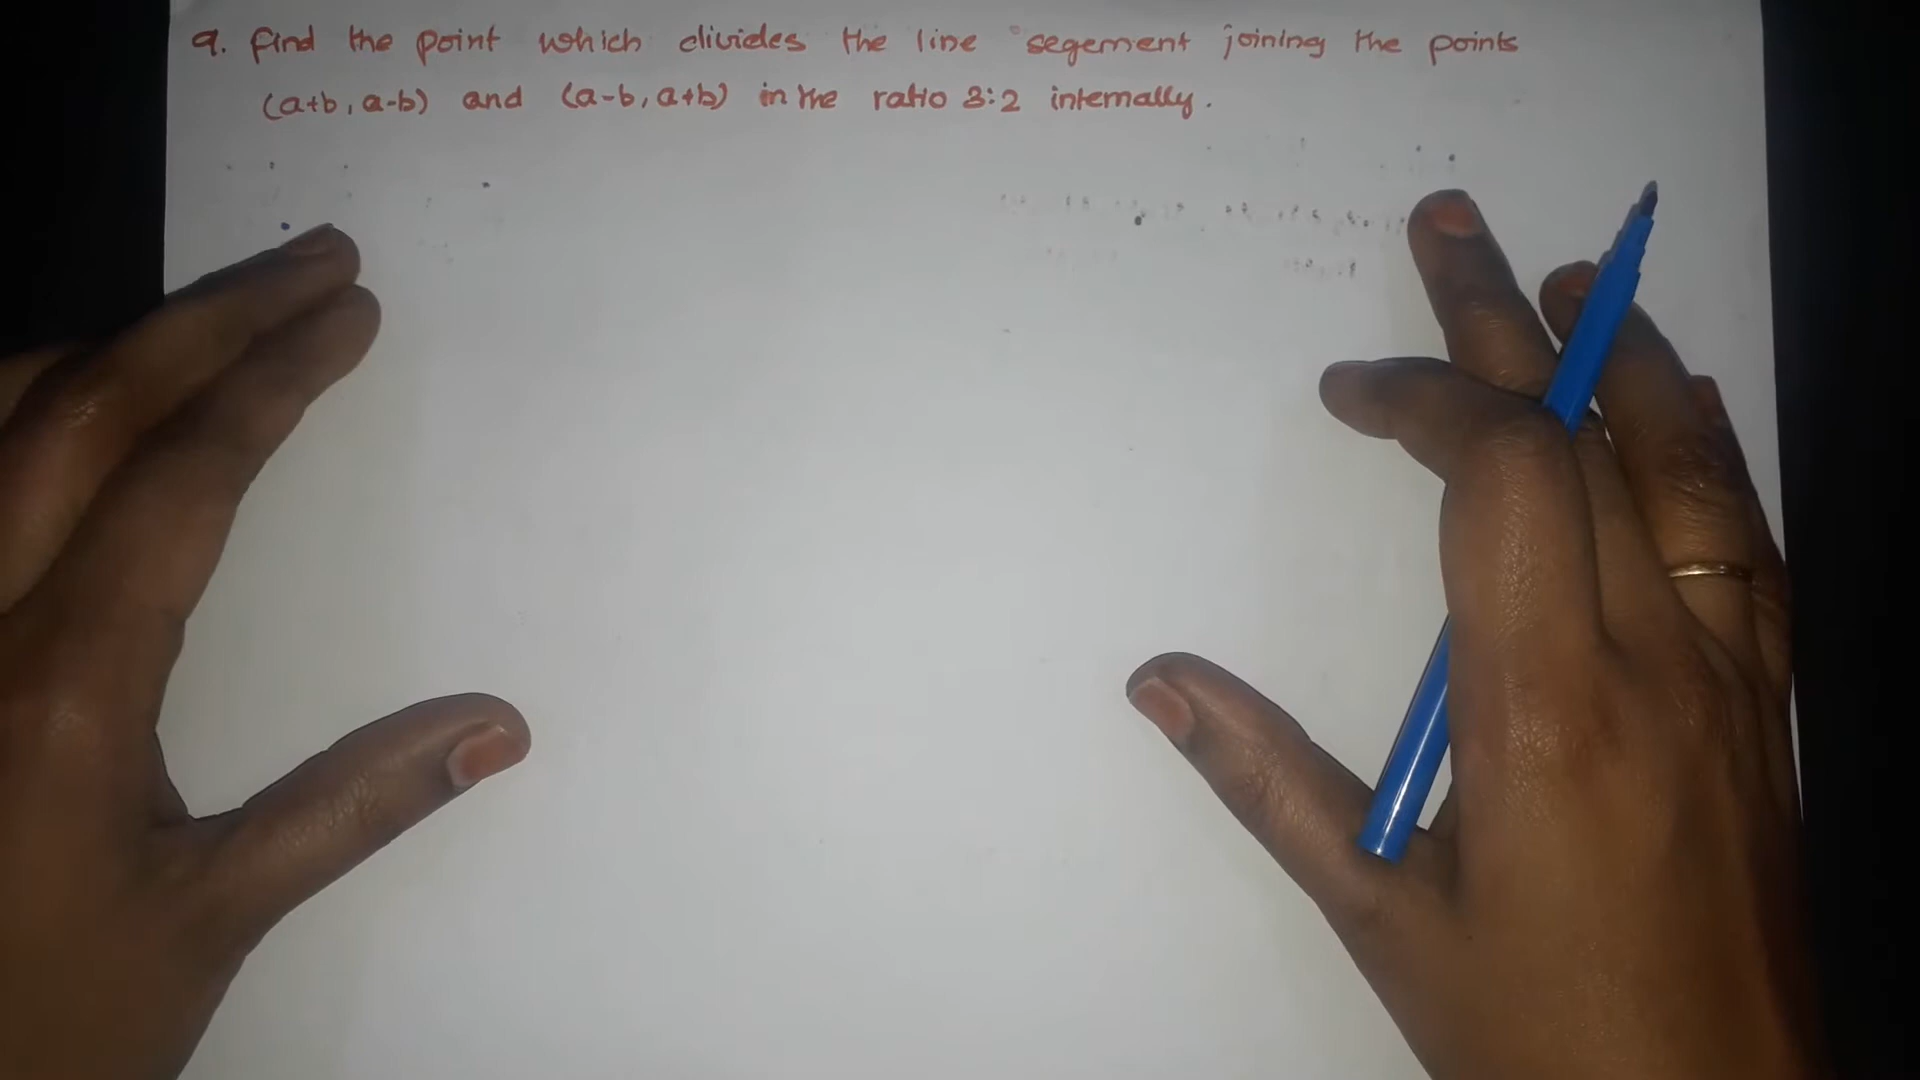 9. Find the point which divides the line segement joining the points
(a+b, a-b) and (a-b, a+b) in the ratio 3:2 internally.